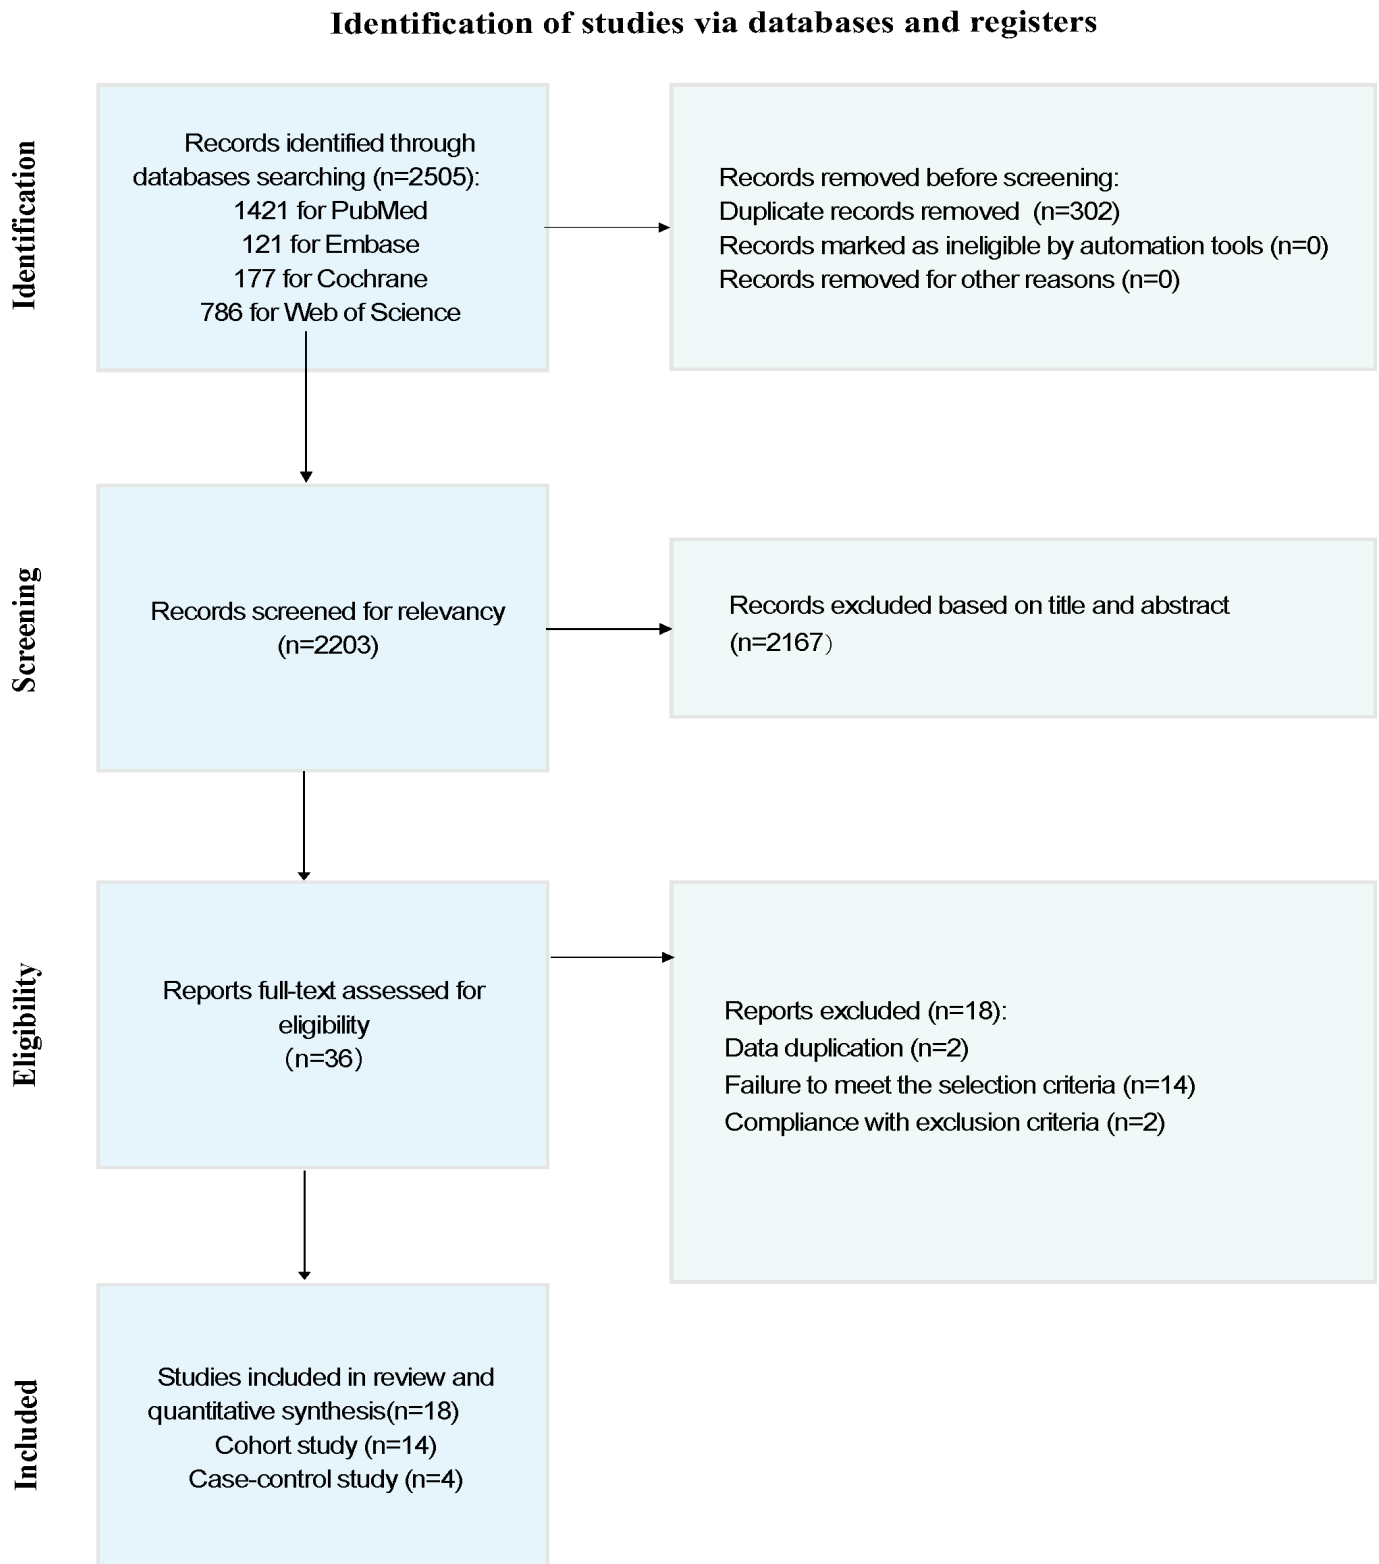 Identification of studies via databases and registers
Identification
Records identified through
databases searching (n=2505):
1421 for PubMed
121 for Embase
177 for Cochrane
786 for Web of Science
Records removed before screening:
Duplicate records removed  (n=302)
Records marked as ineligible by automation tools (n=0)
Records removed for other reasons (n=0)
Screening
Records screened for relevancy
(n=2203)
Records excluded based on title and abstract
(n=2167）
Eligibility
Reports full-text assessed for
eligibility
（n=36）
Reports excluded (n=18):
Data duplication (n=2)
Failure to meet the selection criteria (n=14)
Compliance with exclusion criteria (n=2)
Included
Studies included in review and
quantitative synthesis(n=18)
Cohort study (n=14)
Case-control study (n=4)